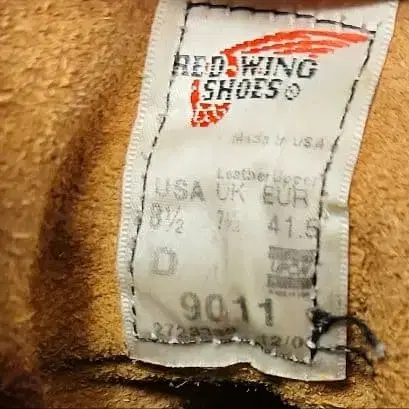 RED WING
SHOES®
MADE IN USA
Leather Upper
USA UK EUR
8½ 7½ 41.5
D
9011